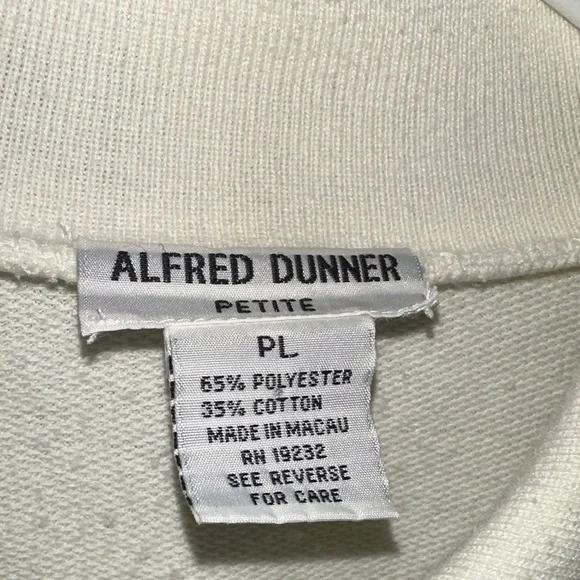 ALFRED DUNNER
PETITE
PL
65% POLYESTER
35% COTTON
MADE IN MACAU
RN 19232
SEE REVERSE
FOR CARE